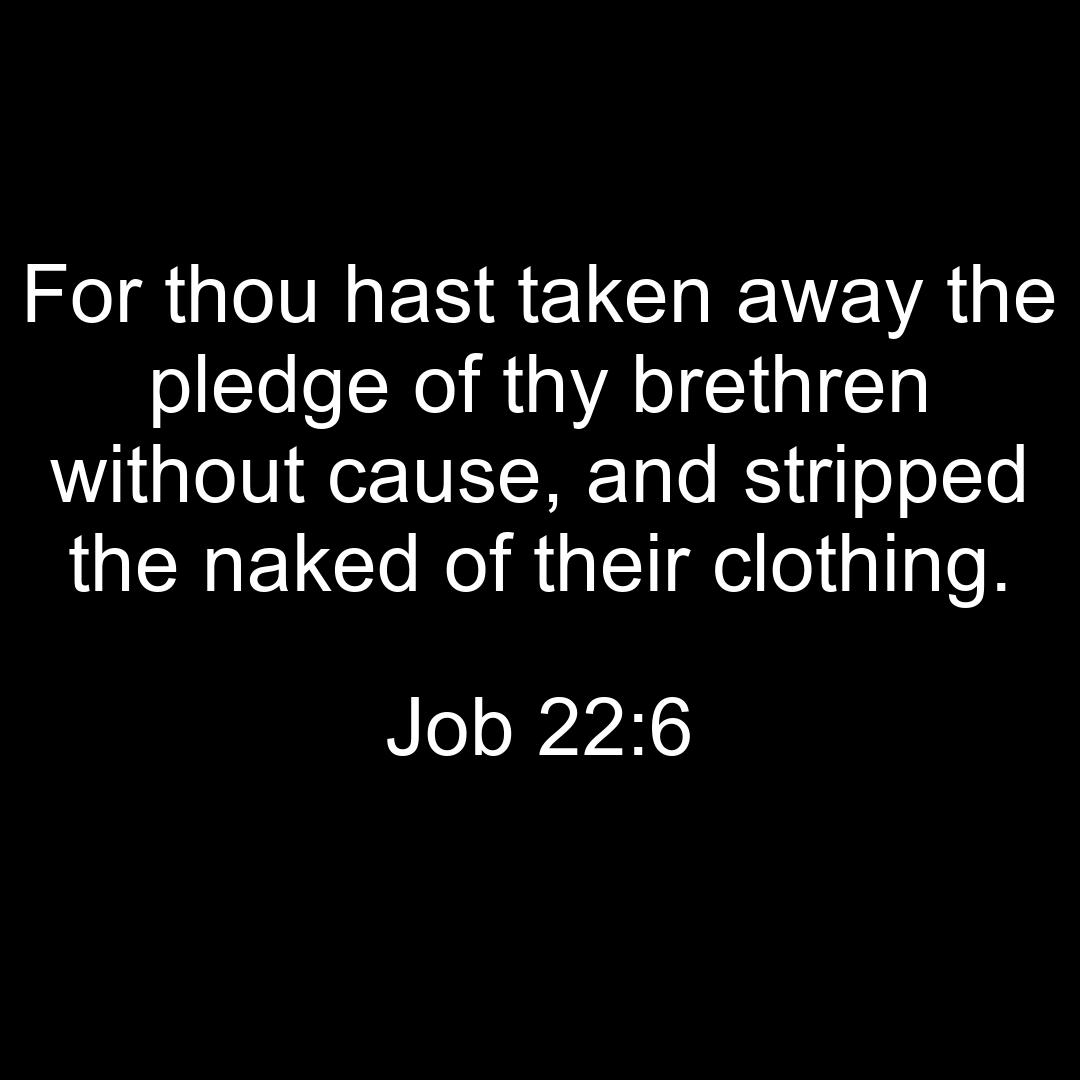 For thou hast taken away the
pledge of thy brethren
without cause, and stripped
the naked of their clothing.
Job 22:6